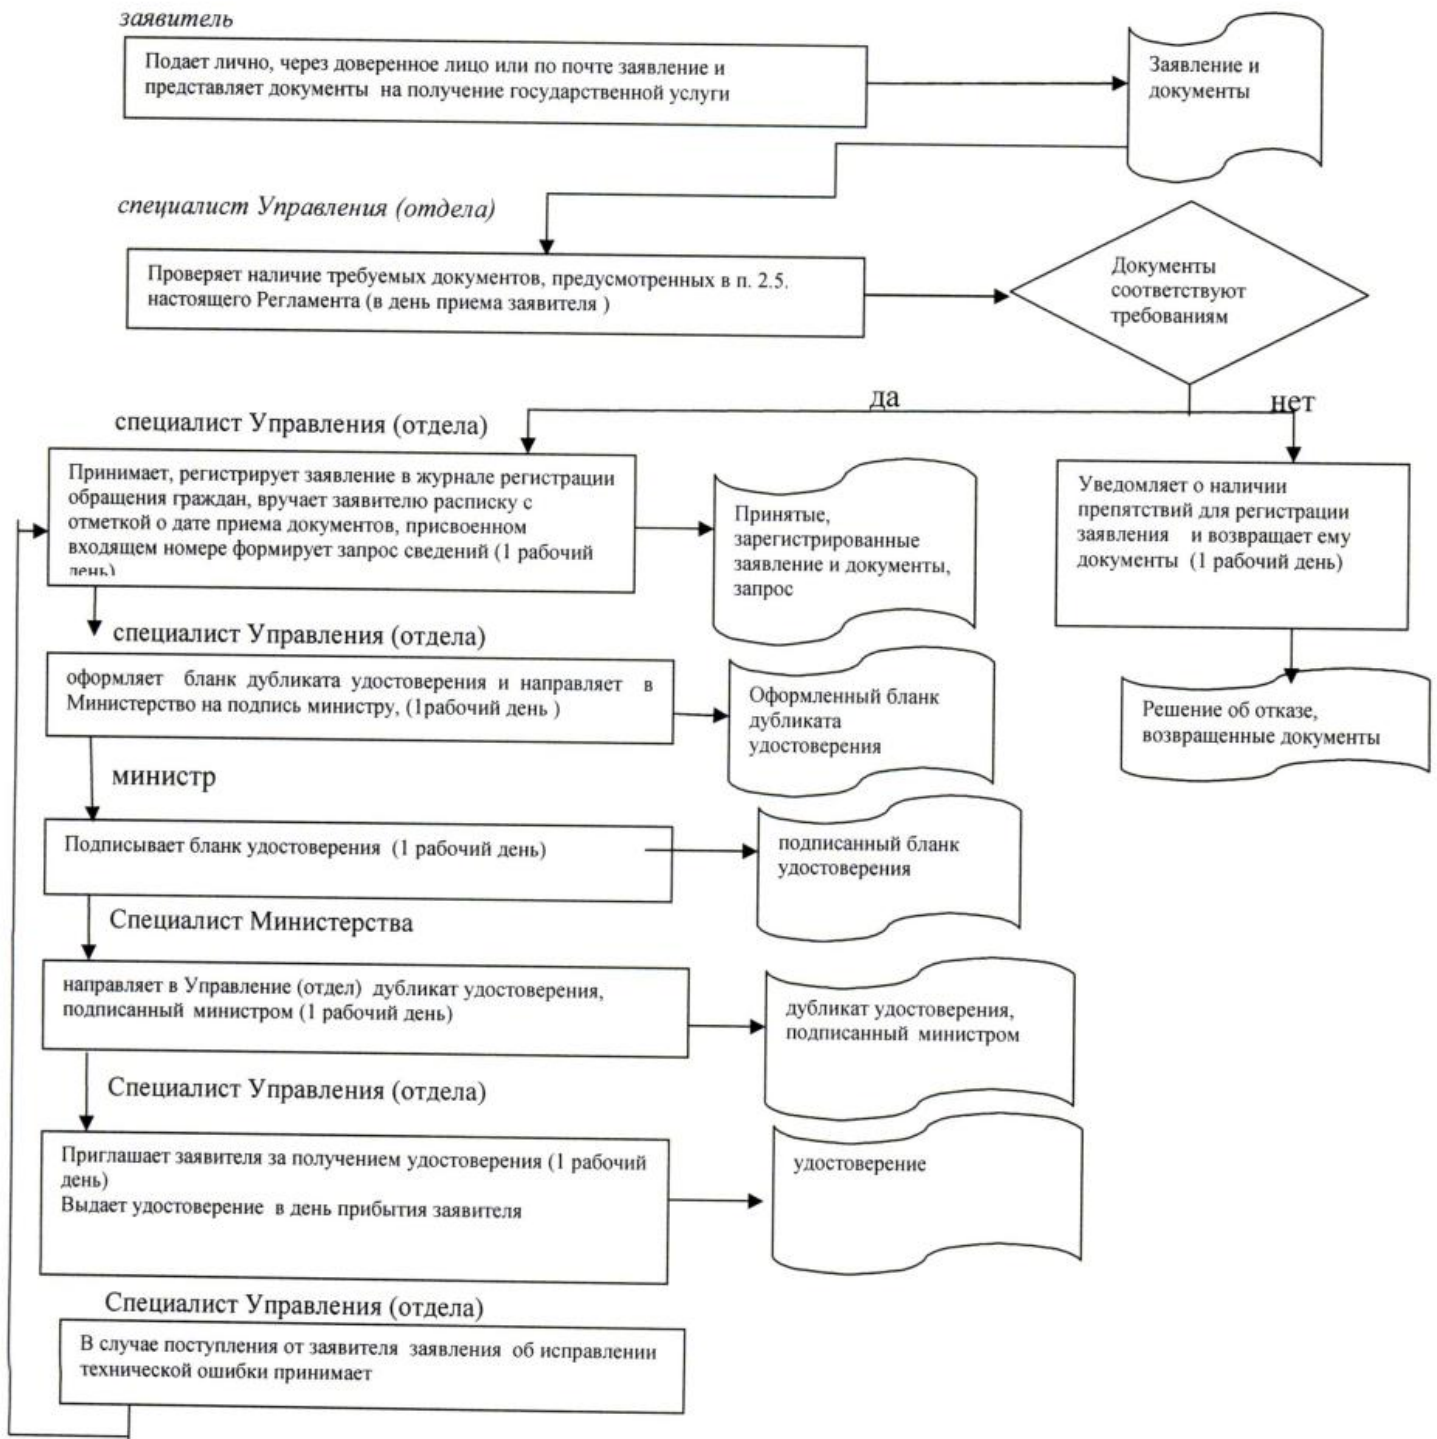 заявитель
Подает лично, через доверенное лицо или по почте заявление и
представляет документы на получение государственной услуги
Заявление и
документы
специалист Управления (отдела)
Проверяет наличие требуемых документов, предусмотренных в п. 2.5.
настоящего Регламента (в день приема заявителя )
Документы
соответствуют
требованиям
да
нет
специалист Управления (отдела)
Принимает, регистрирует заявление в журнале регистрации
обращения граждан, вручает заявителю расписку с
отметкой о дате приема документов, присвоенном
входящем номере формирует запрос сведений (1 рабочий
день)
Принятые,
зарегистрированные
заявление и документы,
запрос
Уведомляет о наличии
препятствий для регистрации
заявления и возвращает ему
документы (1 рабочий день)
специалист Управления (отдела)
оформляет бланк дубликата удостоверения и направляет в
Министерство на подпись министру, (1рабочий день )
Оформленный бланк
дубликата
удостоверения
Решение об отказе,
возвращенные документы
министр
Подписывает бланк удостоверения (1 рабочий день)
подписанный бланк
удостоверения
Специалист Министерства
направляет в Управление (отдел) дубликат удостоверения,
подписанный министром (1 рабочий день)
дубликат удостоверения,
подписанный министром
Специалист Управления (отдела)
Приглашает заявителя за получением удостоверения (1 рабочий
день)
Выдает удостоверение в день прибытия заявителя
удостоверение
Специалист Управления (отдела)
В случае поступления от заявителя заявления об исправлении
технической ошибки принимает